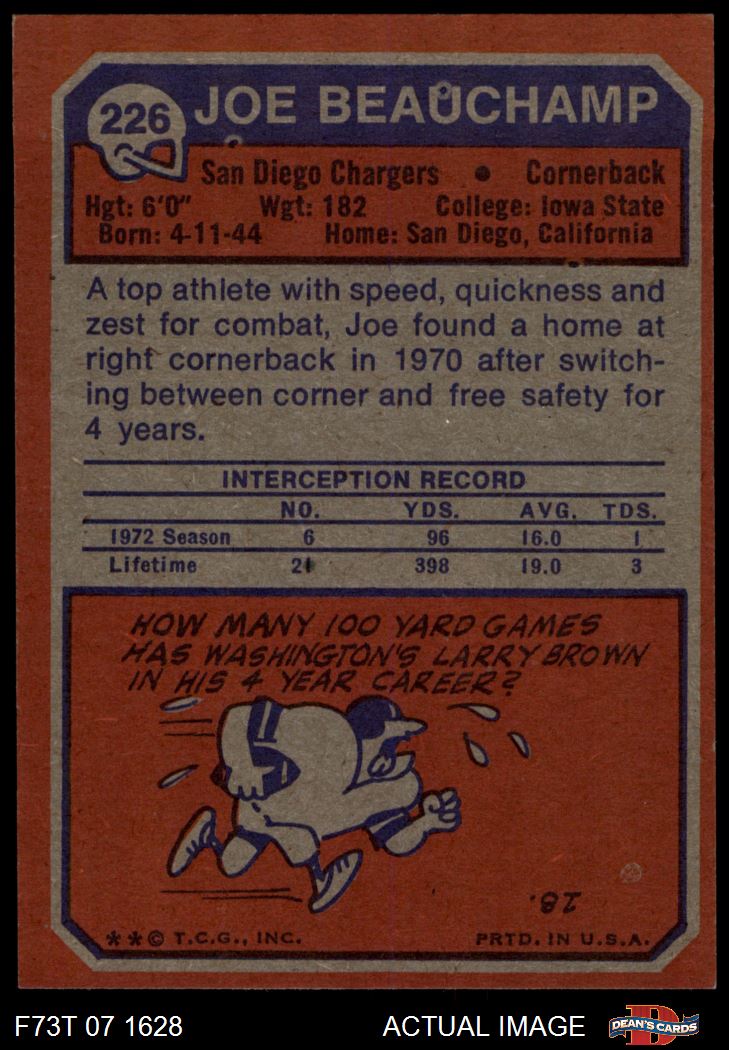 226
JOE BEAUCHAMP
San Diego Chargers • Cornerback
Hgt: 6'0" Wgt: 182 College: Iowa State
Born: 4-11-44 Home: San Diego, California
A top athlete with speed, quickness and
zest for combat, Joe found a home at
right cornerback in 1970 after switch-
ing between corner and free safety for
4 years.
INTERCEPTION RECORD
NO. YDS. AVG. TDS.
1972 Season 6 96 16.0 1
Lifetime 21 398 19.0 3
HOW MANY 100 YARD GAMES
HAS WASHINGTON'S LARRY BROWN
IN HIS 4 YEAR CAREER?
18.
**© T.C.G., INC. PRTD. IN U.S.A.
F73T 07 1628 ACTUAL IMAGE DEAN'S CARDS